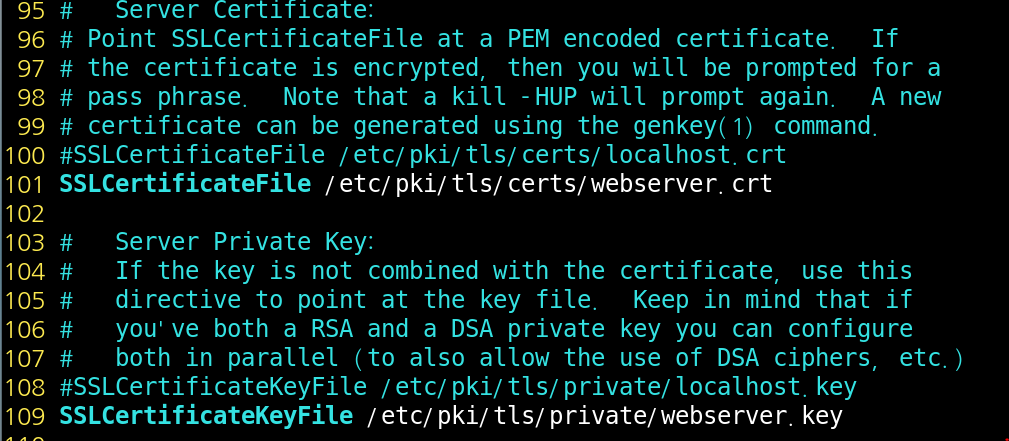 95 #   Server Certificate:
96 # Point SSLCertificateFile at a PEM encoded certificate.  If
97 # the certificate is encrypted, then you will be prompted for a
98 # pass phrase.  Note that a kill -HUP will prompt again.  A new
99 # certificate can be generated using the genkey(1) command.
100 #SSLCertificateFile /etc/pki/tls/certs/localhost.crt
101 SSLCertificateFile /etc/pki/tls/certs/webserver.crt
102
103 #   Server Private Key:
104 #   If the key is not combined with the certificate, use this
105 #   directive to point at the key file.  Keep in mind that if
106 #   you've both a RSA and a DSA private key you can configure
107 #   both in parallel (to also allow the use of DSA ciphers, etc.)
108 #SSLCertificateKeyFile /etc/pki/tls/private/localhost.key
109 SSLCertificateKeyFile /etc/pki/tls/private/webserver.key